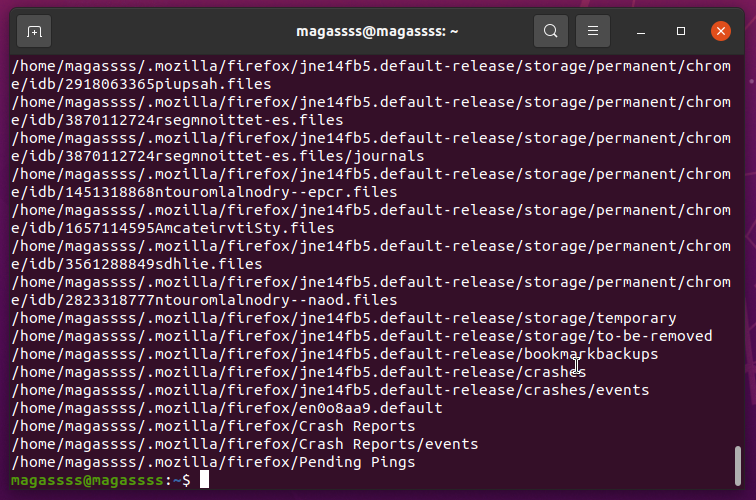 magassss@magassss: ~
/home/magassss/.mozilla/firefox/jne14fb5.default-release/storage/permanent/chrom
e/idb/2918063365piupsah.files
/home/magassss/.mozilla/firefox/jne14fb5.default-release/storage/permanent/chrom
e/idb/3870112724rsegmnoittet-es.files
/home/magassss/.mozilla/firefox/jne14fb5.default-release/storage/permanent/chrom
e/idb/3870112724rsegmnoittet-es.files/journals
/home/magassss/.mozilla/firefox/jne14fb5.default-release/storage/permanent/chrom
e/idb/1451318868ntouromlalnodry--epcr.files
/home/magassss/.mozilla/firefox/jne14fb5.default-release/storage/permanent/chrom
e/idb/1657114595AmcateirvtiSty.files
/home/magassss/.mozilla/firefox/jne14fb5.default-release/storage/permanent/chrom
e/idb/3561288849sdhlie.files
/home/magassss/.mozilla/firefox/jne14fb5.default-release/storage/permanent/chrom
e/idb/2823318777ntouromlalnodry--naod.files
/home/magassss/.mozilla/firefox/jne14fb5.default-release/storage/temporary
/home/magassss/.mozilla/firefox/jne14fb5.default-release/storage/to-be-removed
/home/magassss/.mozilla/firefox/jne14fb5.default-release/bookmarkbackups
/home/magassss/.mozilla/firefox/jne14fb5.default-release/crashes
/home/magassss/.mozilla/firefox/jne14fb5.default-release/crashes/events
/home/magassss/.mozilla/firefox/en0o8aa9.default
/home/magassss/.mozilla/firefox/Crash Reports
/home/magassss/.mozilla/firefox/Crash Reports/events
/home/magassss/.mozilla/firefox/Pending Pings
magassss@magassss:~$